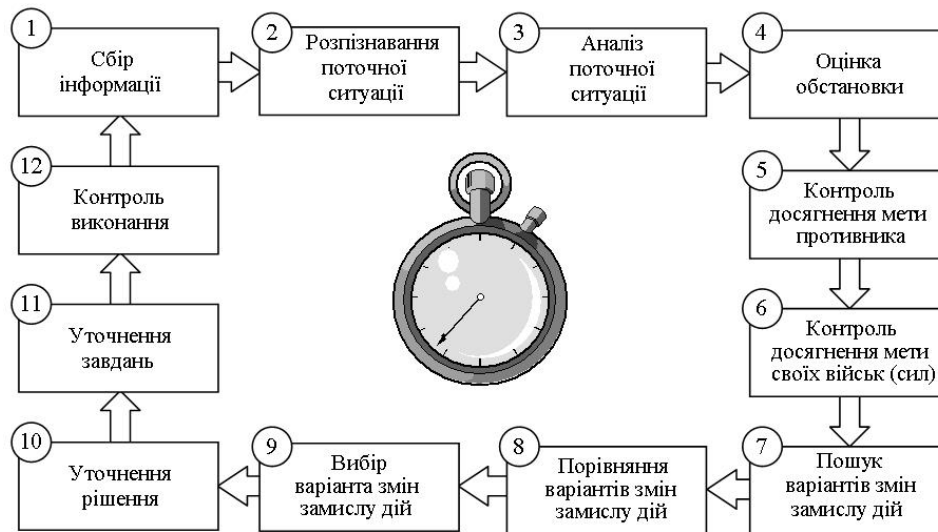 1
Сбір
інформації
2
Розпізнавання
поточної
ситуації
3
Аналіз
поточної
ситуації
4
Оцінка
обстановки
5
Контроль
досягнення мети
противника
6
Контроль
досягнення мети
своїх військ (сил)
7
Пошук
варіантів змін
замислу дій
8
Порівняння
варіантів змін
замислу дій
9
Вибір
варіанта змін
замислу дій
10
Уточнення
рішення
11
Уточнення
завдань
12
Контроль
виконання